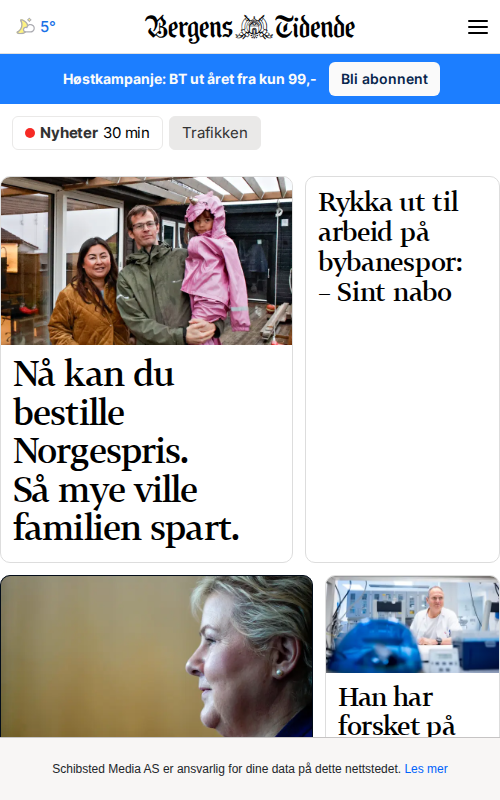 5°
Bergens Tidende
Høstkampanje: BT ut året fra kun 99,-
Bli abonnent
Nyheter 30 min
Trafikken
Nå kan du
bestille
Norgespris.
Så mye ville
familien spart.
Rykka ut til
arbeid på
bybanespor:
– Sint nabo
Han har
forsket på
Schibsted Media AS er ansvarlig for dine data på dette nettstedet. Les mer